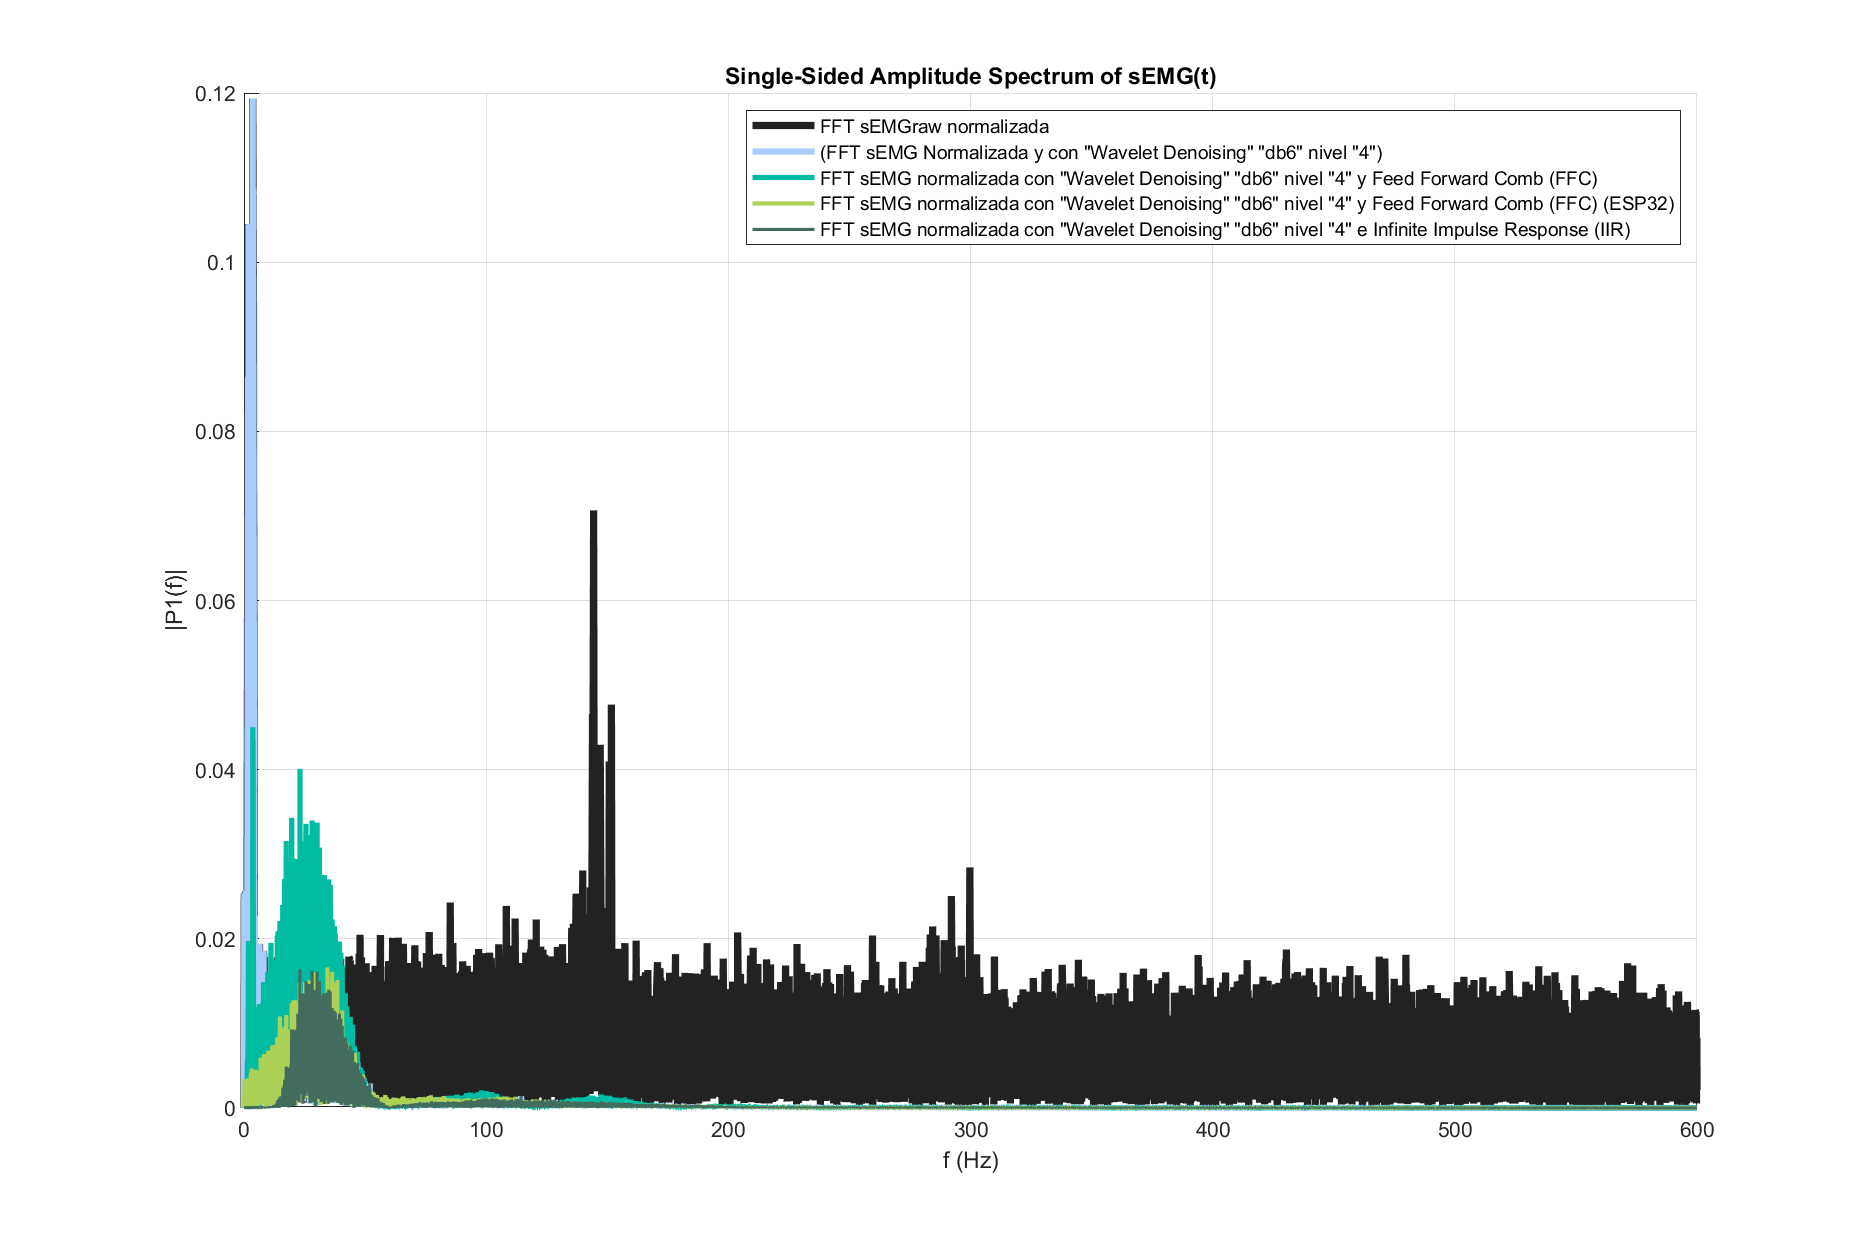 Single-Sided Amplitude Spectrum of sEMG(t)
FFT sEMGraw normalizada
(FFT sEMG Normalizada y con "Wavelet Denoising" "db6" nivel "4")
FFT sEMG normalizada con "Wavelet Denoising" "db6" nivel "4" y Feed Forward Comb (FFC)
FFT sEMG normalizada con "Wavelet Denoising" "db6" nivel "4" y Feed Forward Comb (FFC) (ESP32)
FFT sEMG normalizada con "Wavelet Denoising" "db6" nivel "4" e Infinite Impulse Response (IIR)
|P1(f)|
0.12
0.1
0.08
0.06
0.04
0.02
0
0 100 200 300 400 500 600
f (Hz)